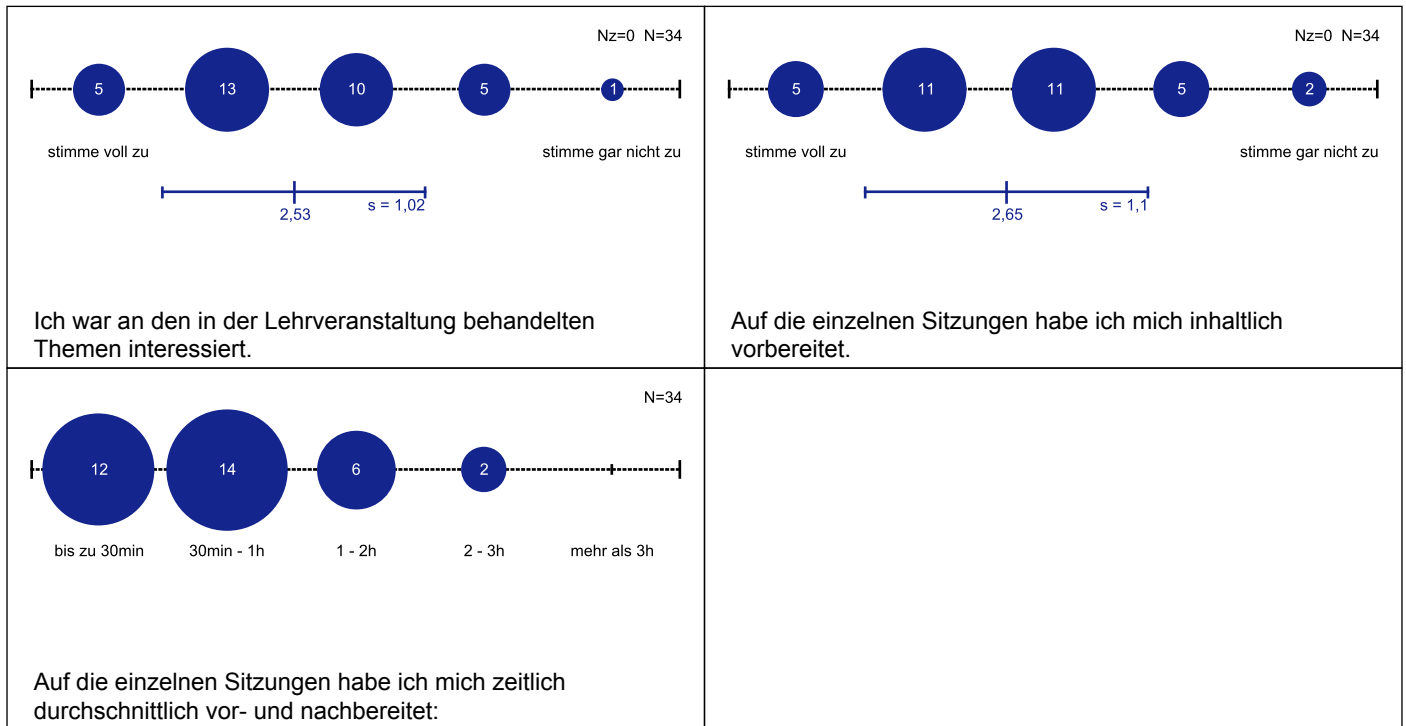 Nz=0 N=34
5 13 10 5 1
stimme voll zu stimme gar nicht zu
2,53 s = 1,02
Ich war an den in der Lehrveranstaltung behandelten
Themen interessiert.
Nz=0 N=34
5 11 11 5 2
stimme voll zu stimme gar nicht zu
2,65 s = 1,1
Auf die einzelnen Sitzungen habe ich mich inhaltlich
vorbereitet.
N=34
12 14 6 2
bis zu 30min 30min - 1h 1 - 2h 2 - 3h mehr als 3h
Auf die einzelnen Sitzungen habe ich mich zeitlich
durchschnittlich vor- und nachbereitet: